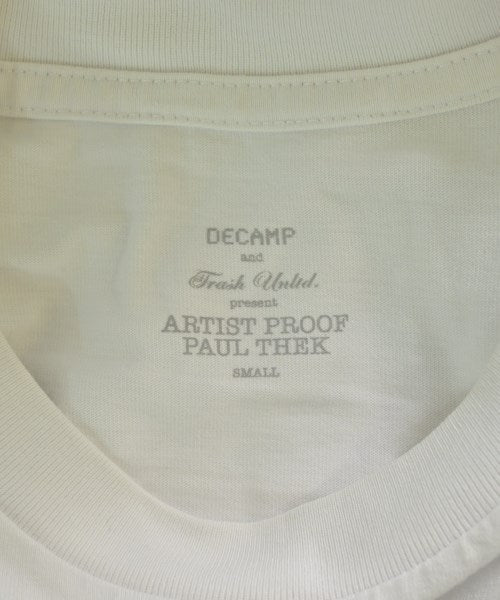 DECAMP
and
Trash Unltd.
present
ARTIST PROOF
PAUL THEK
SMALL